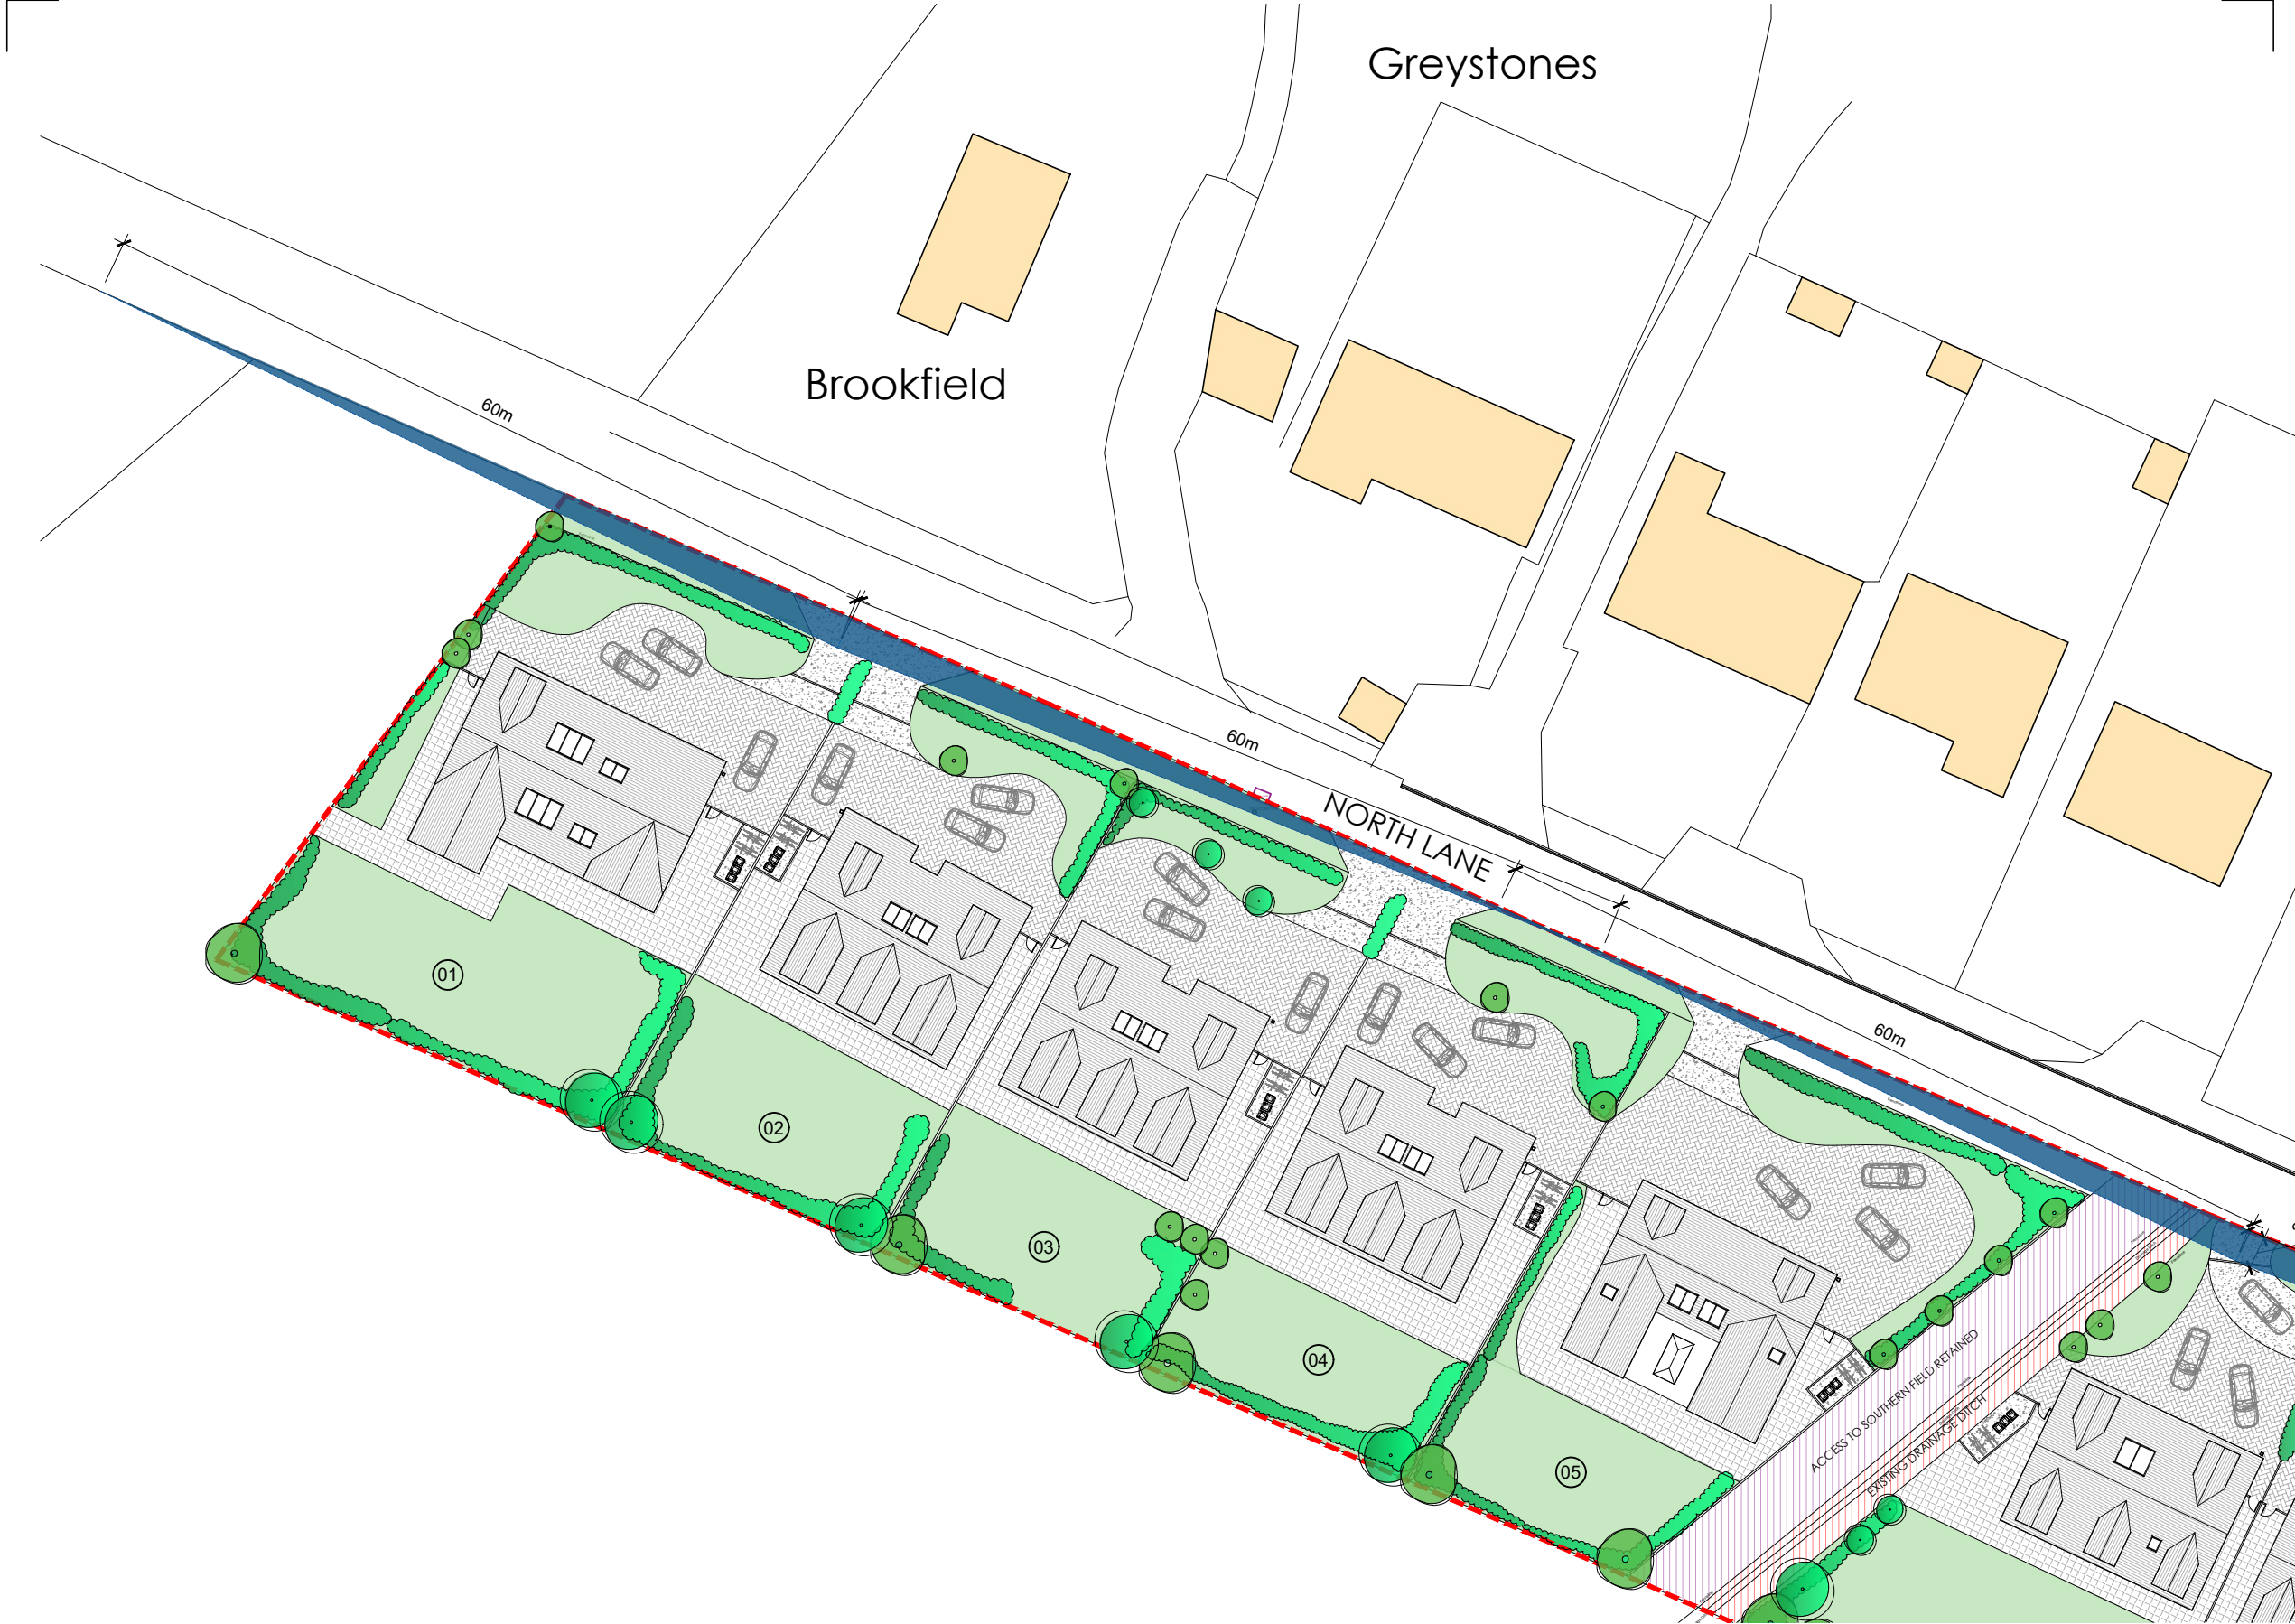 Greystones
Brookfield
60m
60m
NORTH LANE
60m
01
02
03
04
05
ACCESS TO SOUTHERN FIELD RETAINED
EXISTING DRAINAGE DITCH